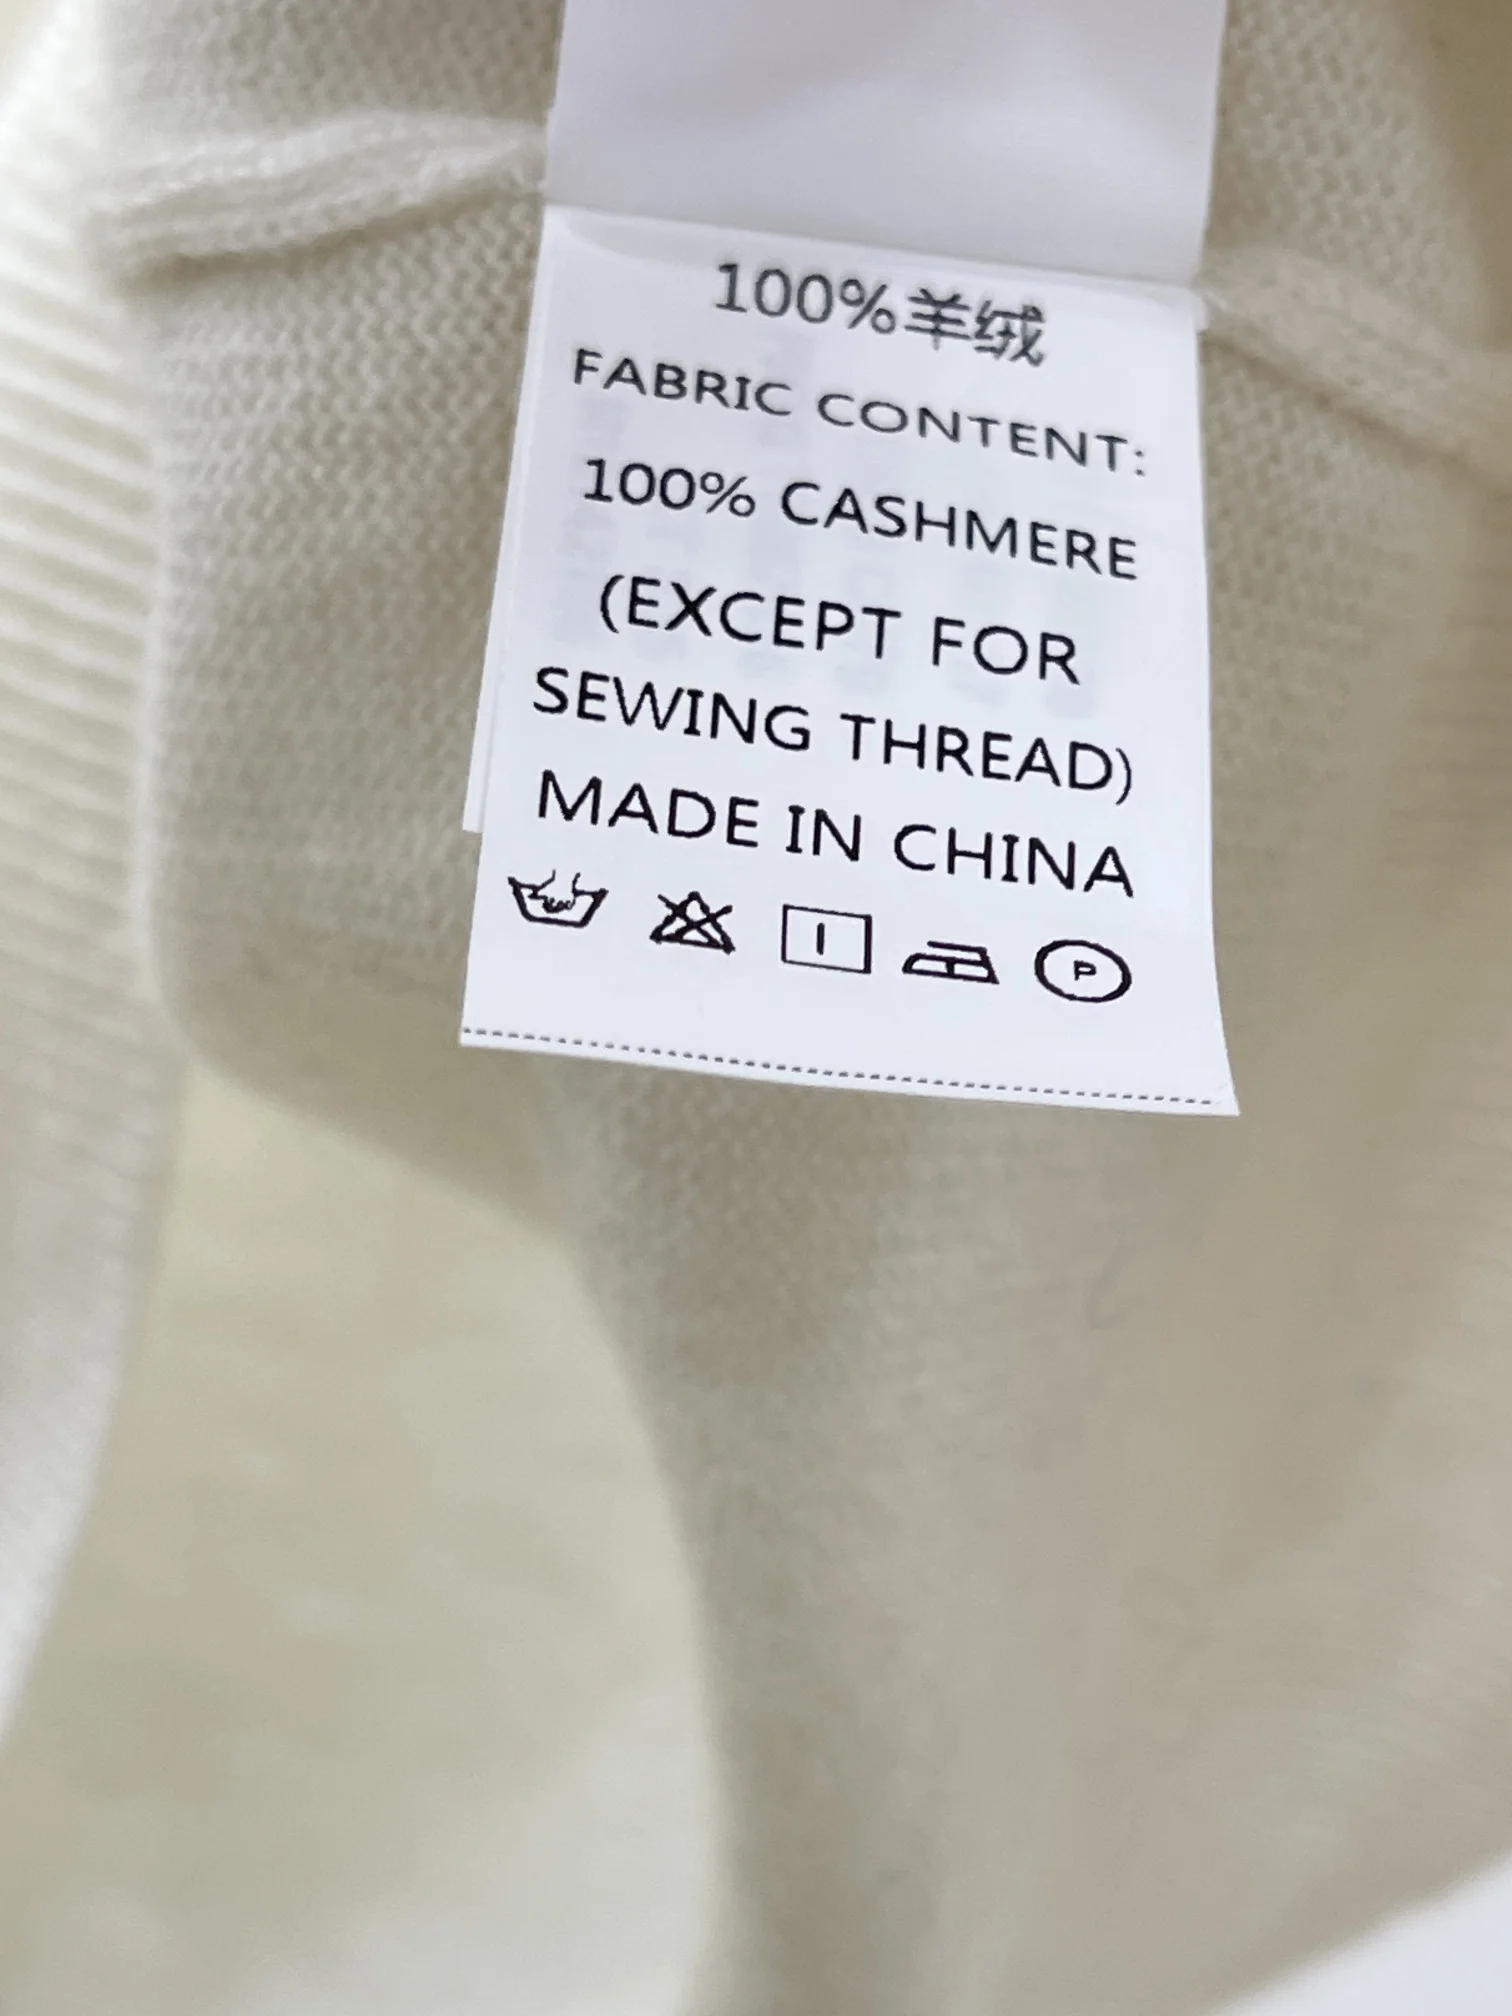 100%羊绒
FABRIC CONTENT:
100% CASHMERE
(EXCEPT FOR
SEWING THREAD)
MADE IN CHINA
P